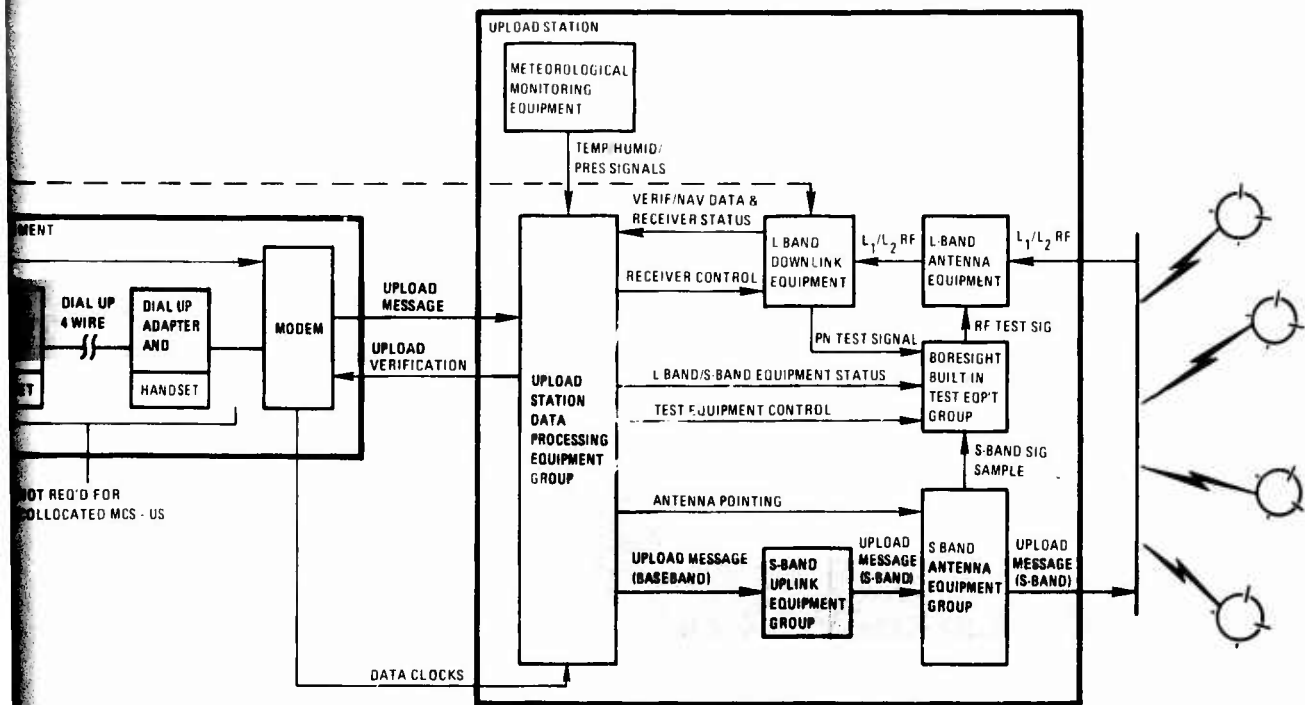 UPLOAD STATION
METEOROLOGICAL
MONITORING
EQUIPMENT
TEMP/HUMID/
PRES SIGNALS
VERIF/NAV DATA &
RECEIVER STATUS
RECEIVER CONTROL
L BAND
DOWNLINK
EQUIPMENT
L1/L2 RF
L-BAND
ANTENNA
EQUIPMENT
L1/L2 RF
PN TEST SIGNAL
RF TEST SIG
BORESIGHT
BUILT IN
TEST EQP'T
GROUP
L BAND/S-BAND EQUIPMENT STATUS
TEST EQUIPMENT CONTROL
S-BAND SIG
SAMPLE
DIAL UP
4 WIRE
DIAL UP
ADAPTER
AND
HANDSET
MODEM
UPLOAD
MESSAGE
UPLOAD
VERIFICATION
UPLOAD
STATION
DATA
PROCESSING
EQUIPMENT
GROUP
NOT REQ'D FOR
COLLOCATED MCS - US
ANTENNA POINTING
UPLOAD MESSAGE
(BASEBAND)
S-BAND
UPLINK
EQUIPMENT
GROUP
UPLOAD
MESSAGE
(S-BAND)
S BAND
ANTENNA
EQUIPMENT
GROUP
UPLOAD
MESSAGE
(S-BAND)
DATA CLOCKS